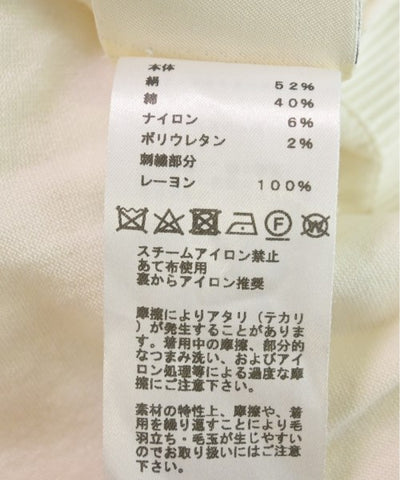 本体
絹 52%
綿 40%
ナイロン 6%
ポリウレタン 2%
刺繍部分
レーヨン 100%
F W
スチームアイロン禁止
あて布使用
裏からアイロン推奨
摩擦によりアタリ(テカリ
)が発生することがありま
す。着用中の摩擦、部分的
なつまみ洗い、およびアイ
ロン処理等による過度な摩
擦にご注意下さい。
素材の特性上、摩擦や、着
用を繰り返すことにより毛
羽立ち・毛玉が生じやすい
のでお取り扱いにはご注意
下さい。